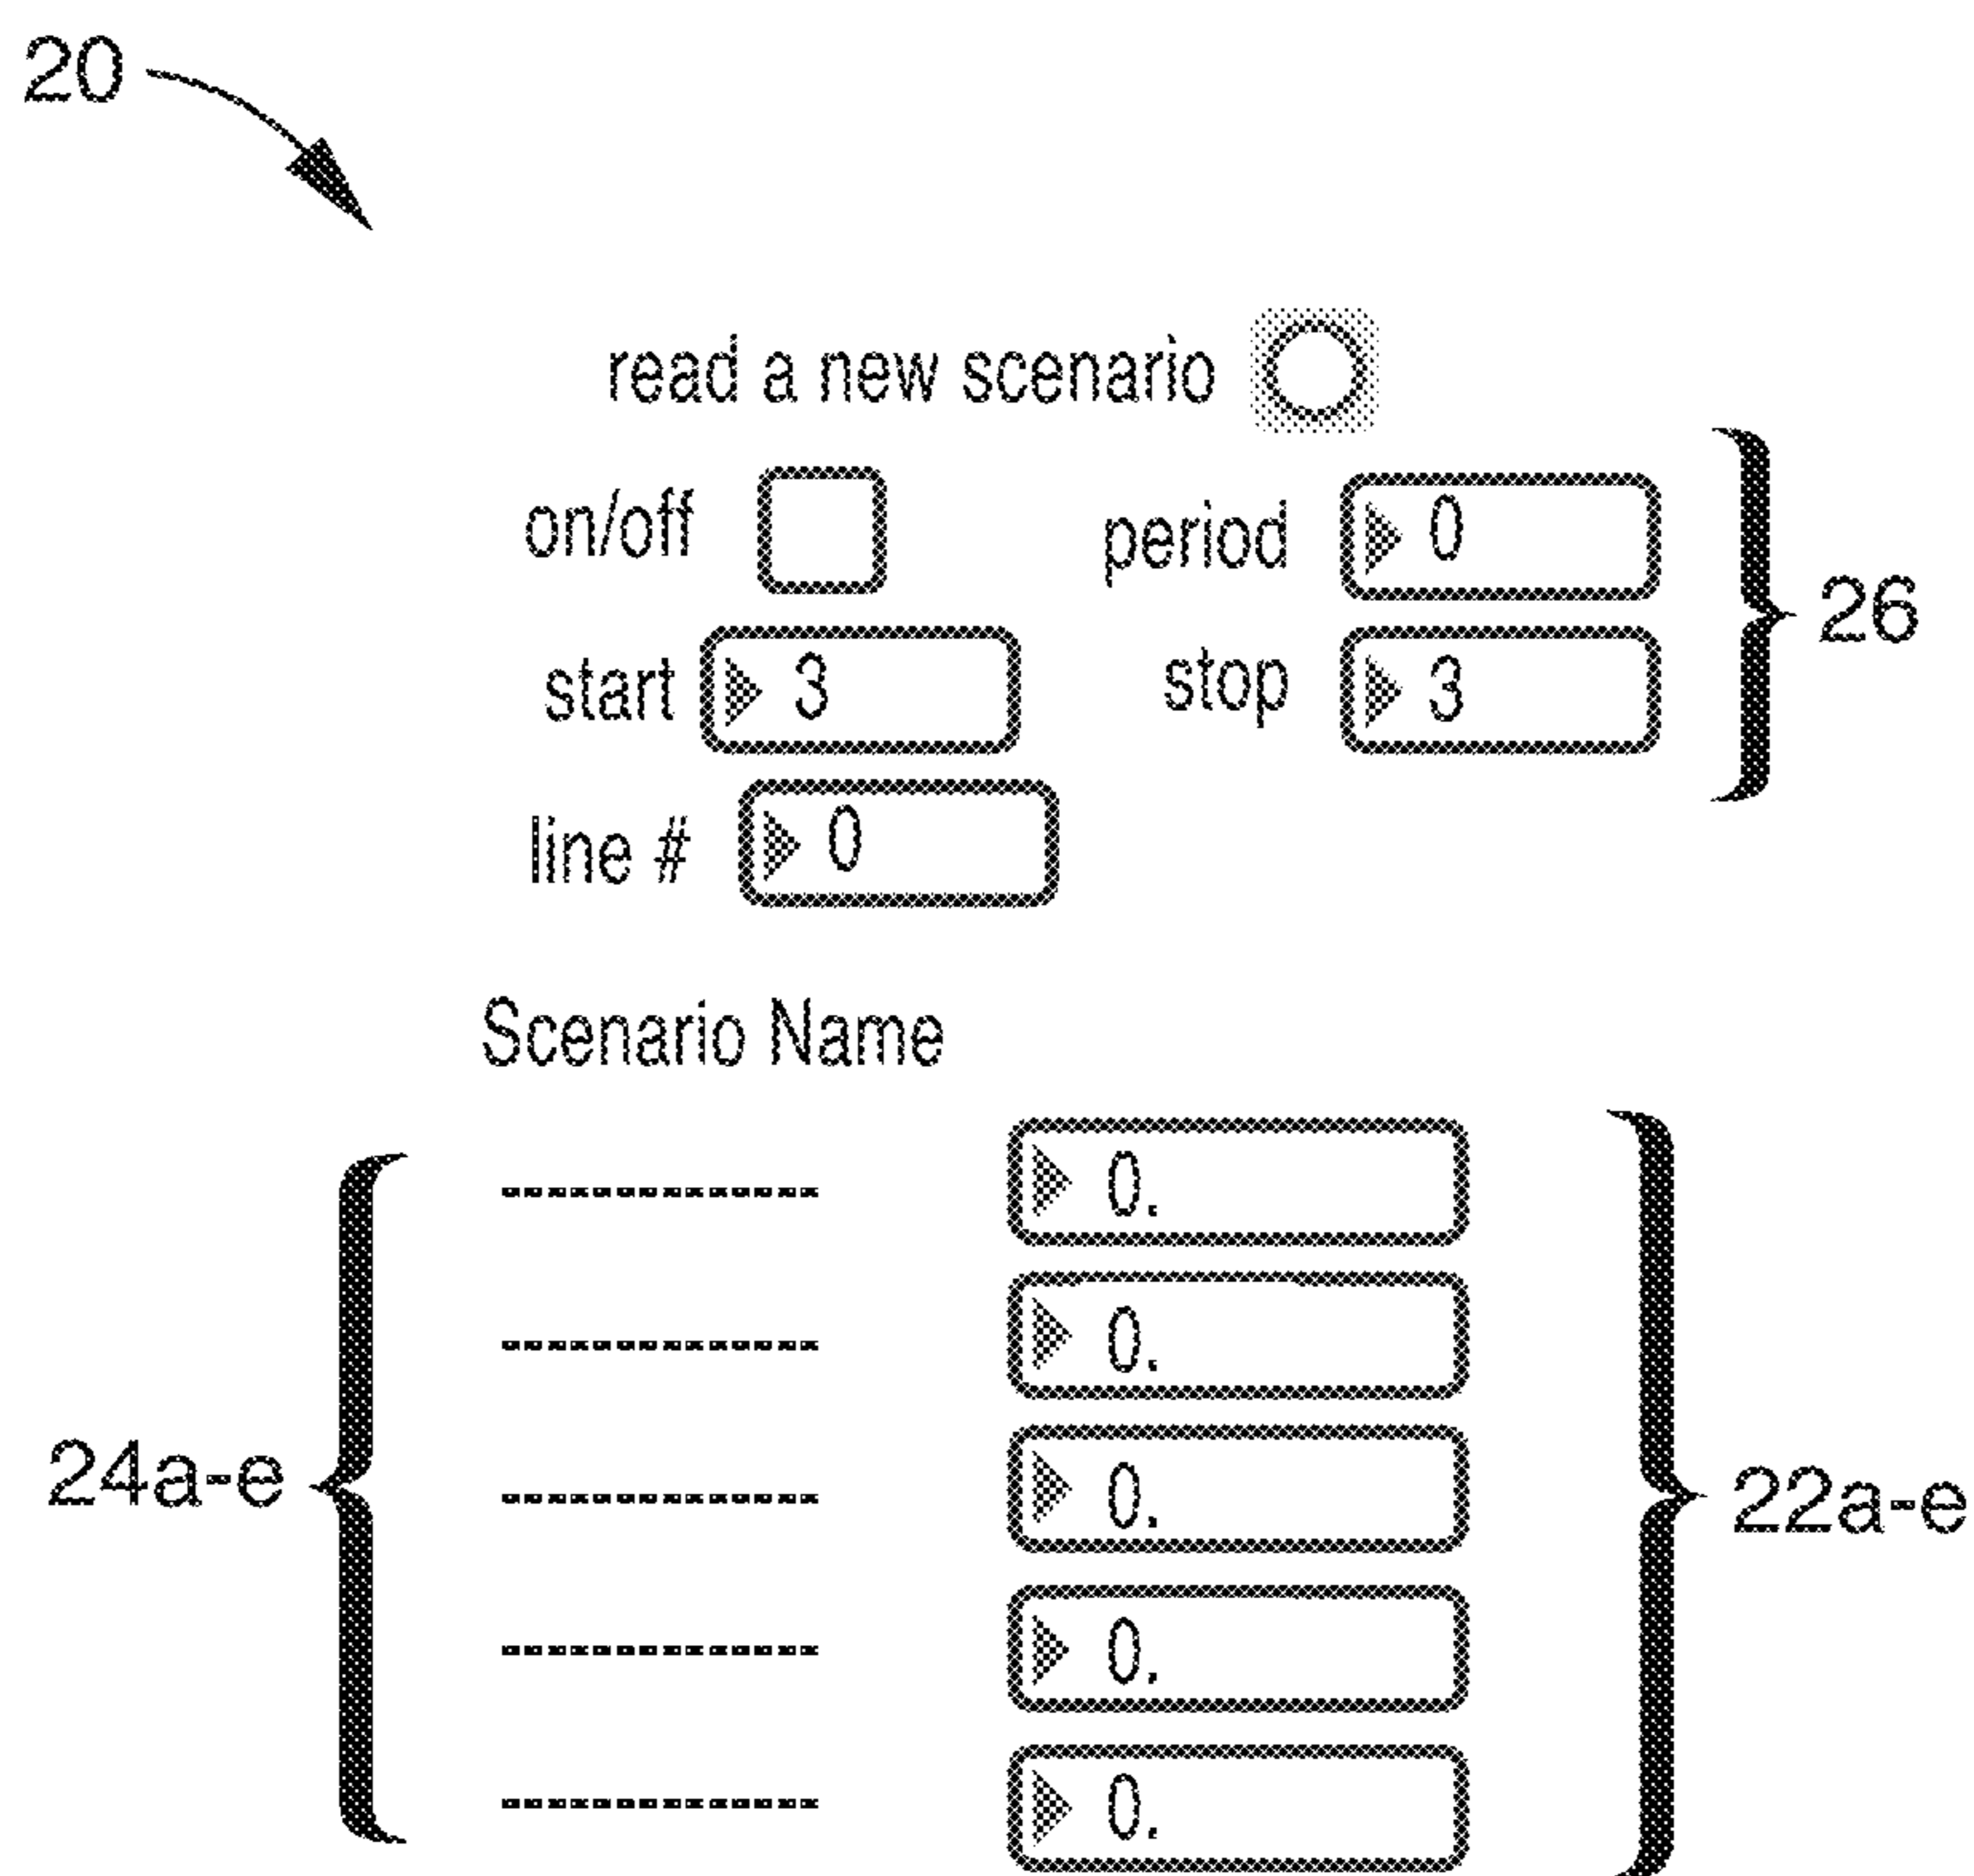 20
read a new scenario
on/off period 0
26
start 3 stop 3
line # 0
Scenario Name
------------- 0.
------------- 0.
24a-e ------------- 0. 22a-e
------------- 0.
------------- 0.